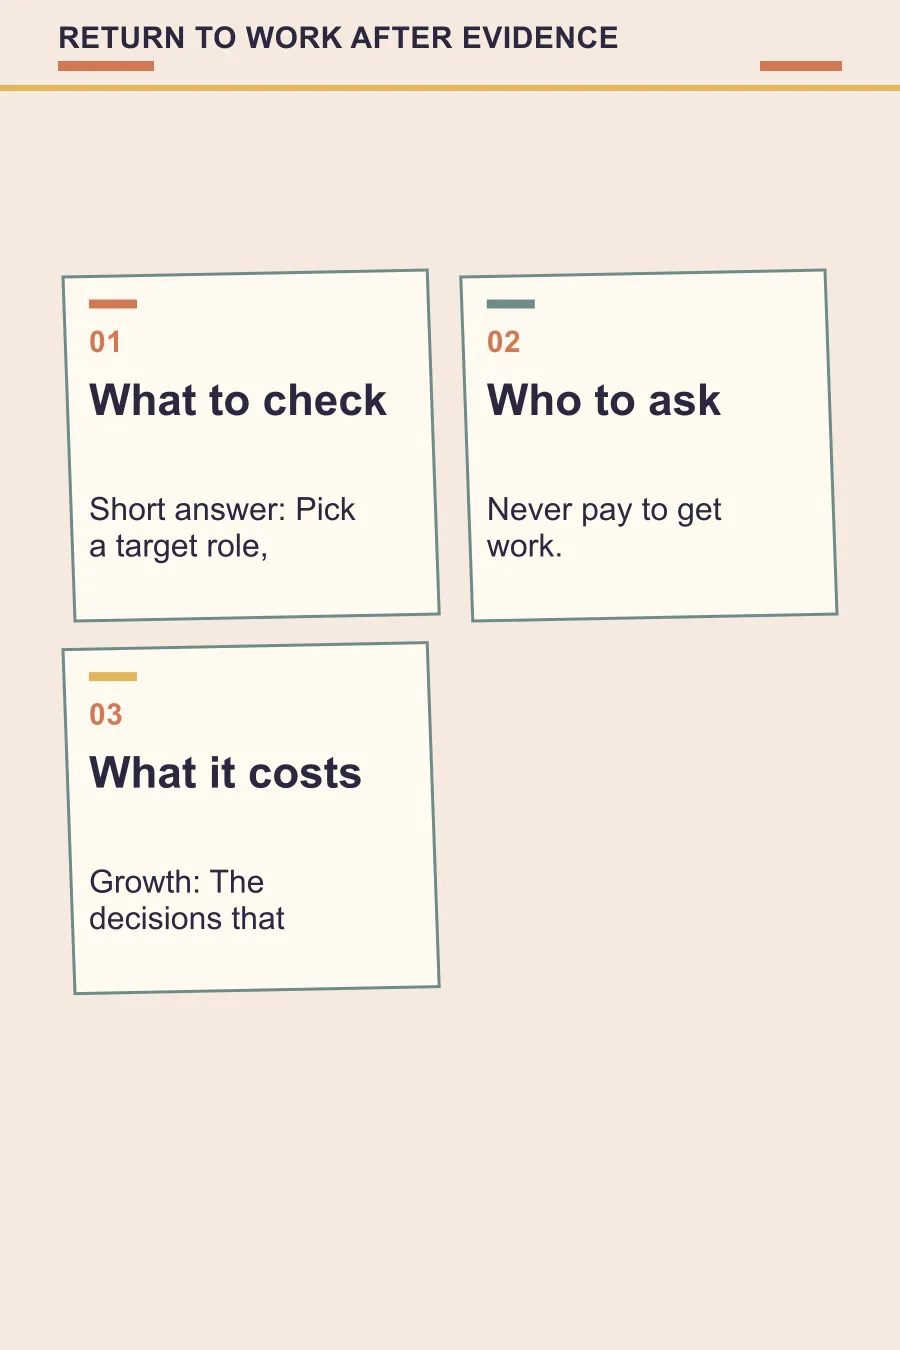 RETURN TO WORK AFTER EVIDENCE
01
What to check
Short answer: Pick
a target role,
02
Who to ask
Never pay to get
work.
03
What it costs
Growth: The
decisions that